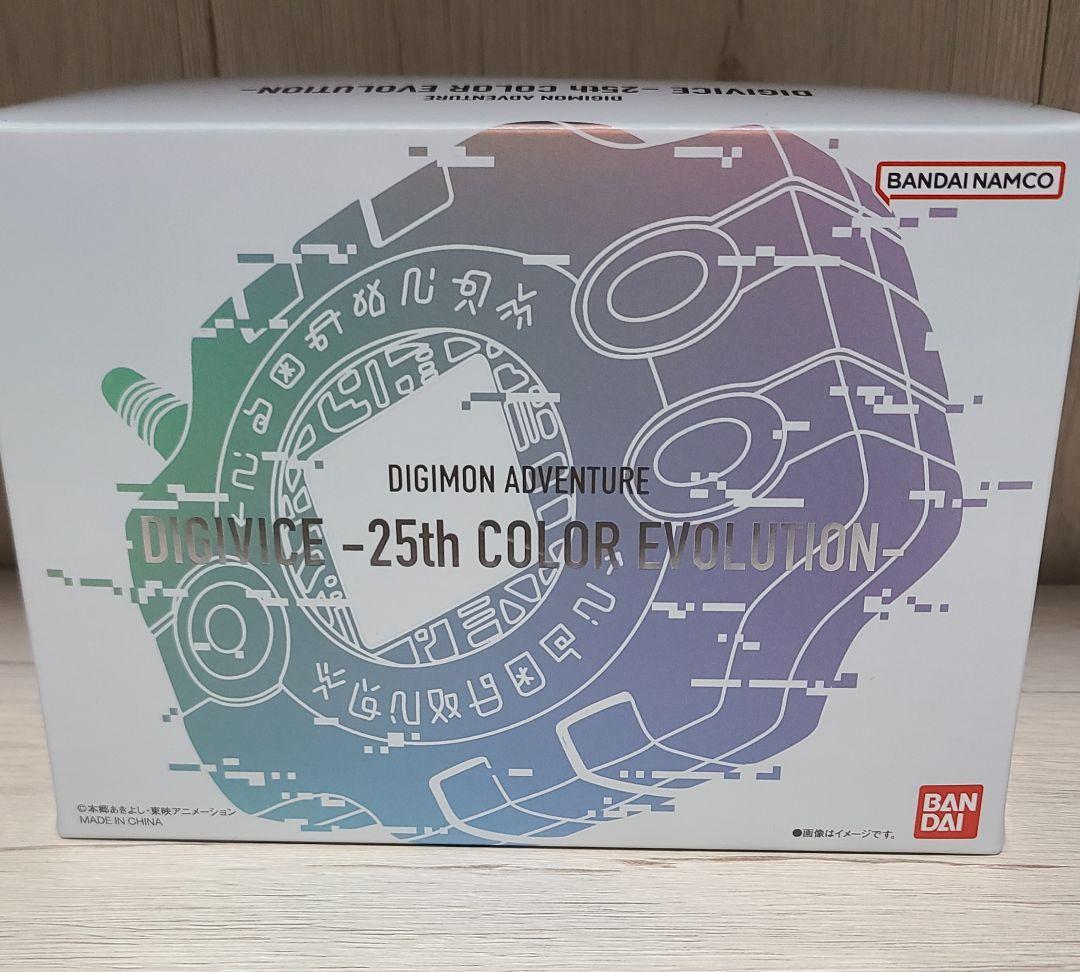 DIGIVICE -25th COLOR EVOLUTION-
DIGIMON ADVENTURE
BANDAI NAMCO
DIGIMON ADVENTURE
DIGIVICE -25th COLOR EVOLUTION-
©本郷あきよし・東映アニメーション
MADE IN CHINA
●画像はイメージです。
BAN
DAI